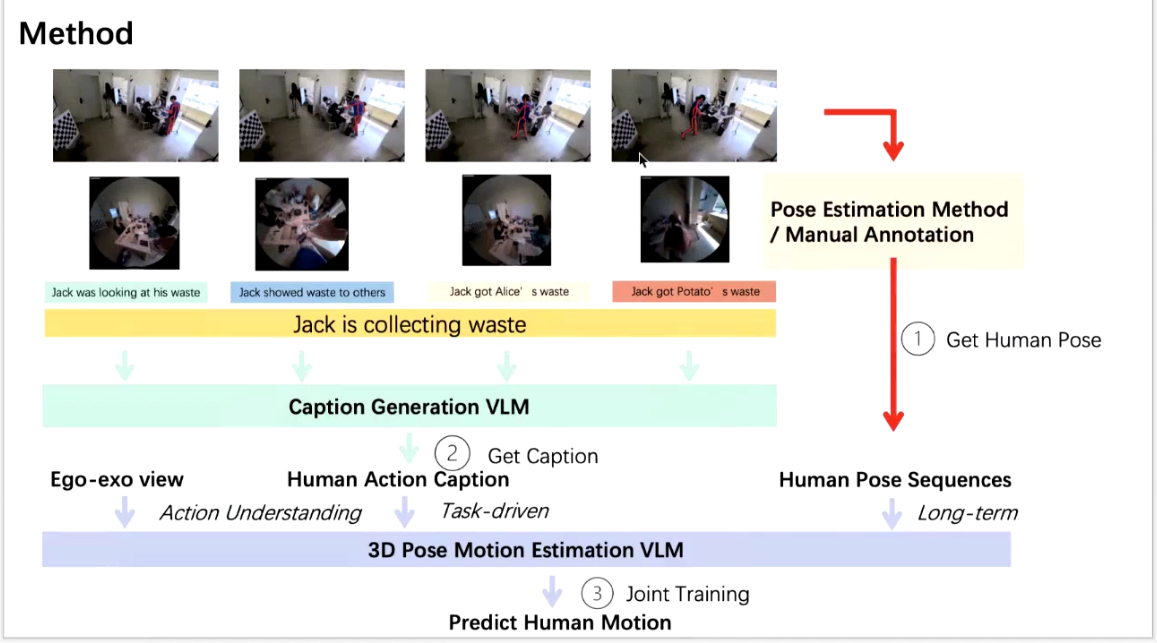 Method
Pose Estimation Method
/ Manual Annotation
Jack was looking at his waste
Jack showed waste to others
Jack got Alice' s waste
Jack got Potato' s waste
Jack is collecting waste
1 Get Human Pose
Caption Generation VLM
2 Get Caption
Ego-exo view
Human Action Caption
Human Pose Sequences
Action Understanding
Task-driven
Long-term
3D Pose Motion Estimation VLM
3 Joint Training
Predict Human Motion